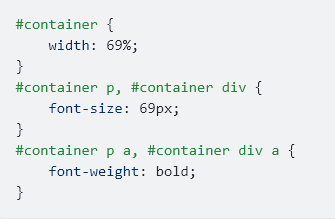 #container {
    width: 69%;
}
#container p, #container div {
    font-size: 69px;
}
#container p a, #container div a {
    font-weight: bold;
}